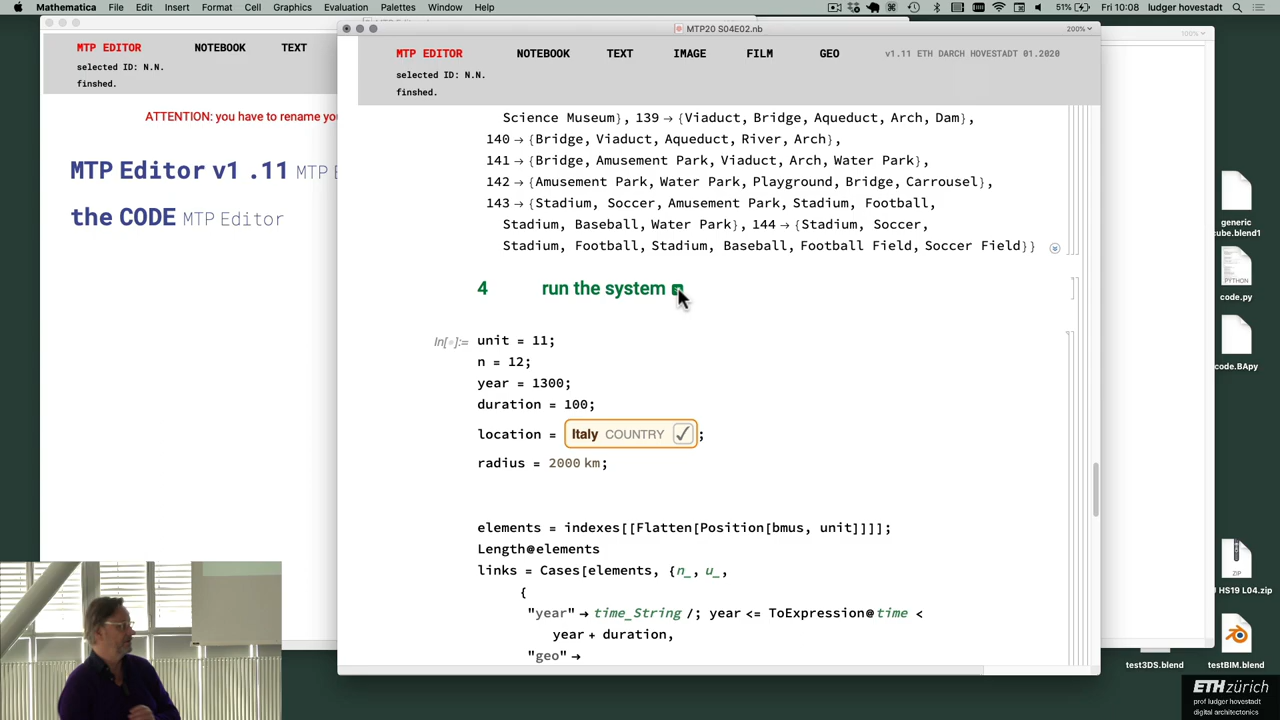 Mathematica File Edit Insert Format Cell Graphics Evaluation Palettes Window Help 51% Fri 10:08 ludger hovestadt
MTP20 S04E02.nb
200%
100%
MTP EDITOR NOTEBOOK TEXT
selected ID: N.N.
finshed.
ATTENTION: you have to rename you
MTP Editor v1 .11 MTP E
the CODE MTP Editor
MTP EDITOR NOTEBOOK TEXT IMAGE FILM GEO v1.11 ETH DARCH HOVESTADT 01.2020
selected ID: N.N.
finshed.
Science Museum}, 139 → {Viaduct, Bridge, Aqueduct, Arch, Dam},
140 → {Bridge, Viaduct, Aqueduct, River, Arch},
141 → {Bridge, Amusement Park, Viaduct, Arch, Water Park},
142 → {Amusement Park, Water Park, Playground, Bridge, Carrousel},
143 → {Stadium, Soccer, Amusement Park, Stadium, Football,
Stadium, Baseball, Water Park}, 144 → {Stadium, Soccer,
Stadium, Football, Stadium, Baseball, Football Field, Soccer Field}}
4 run the system
In[•]:= unit = 11;
n = 12;
year = 1300;
duration = 100;
location = Italy COUNTRY ✓ ;
radius = 2000 km;
elements = indexes[[Flatten[Position[bmus, unit]]]];
Length@elements
links = Cases[elements, {n_, u_,
{
"year" → time_String /; year <= ToExpression@time <
year + duration,
"geo" →
generic
cube.blend1
PYTHON
code.py
code.BApy
ZIP
U HS19 L04.zip
test3DS.blend
testBIM.blend
ETH zürich
prof ludger hovestadt
digital architectonics